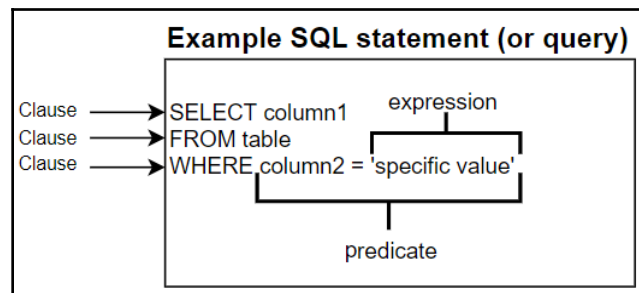 Example SQL statement (or query)
expression
Clause SELECT column1
Clause FROM table
Clause WHERE column2 = 'specific value'
predicate